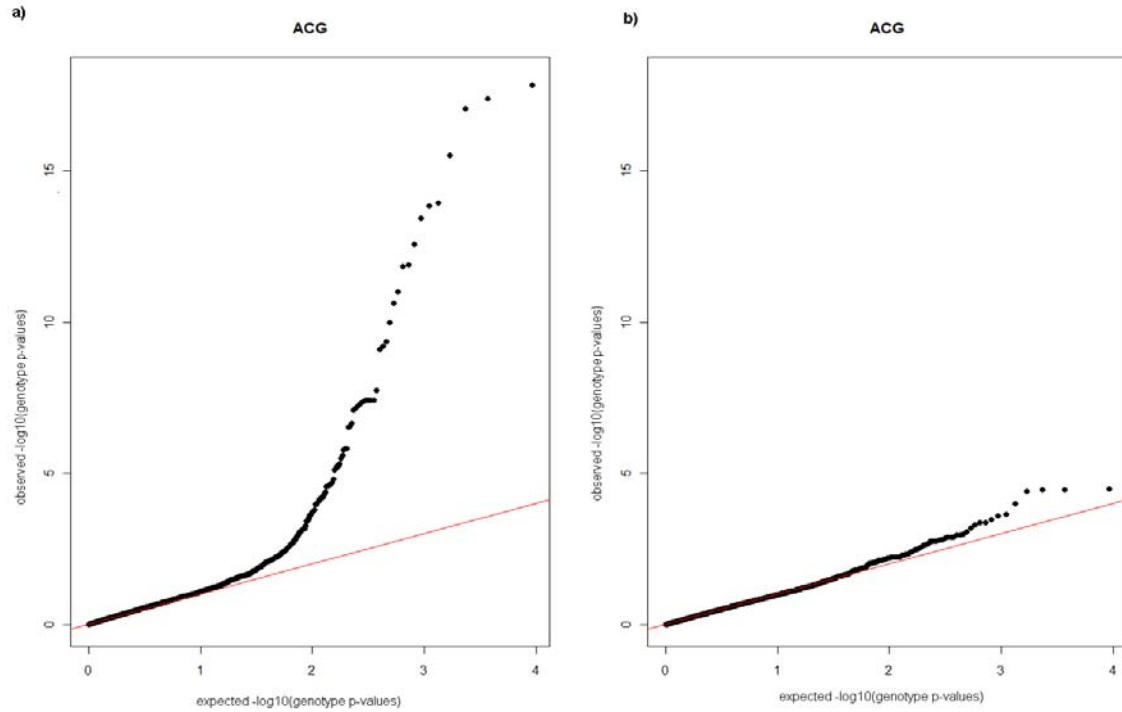 a)
ACG
15
10
5
0
observed -log10(genotype p-values)
0 1 2 3 4
expected -log10(genotype p-values)
b)
ACG
15
10
5
0
observed -log10(genotype p-values)
0 1 2 3 4
expected -log10(genotype p-values)